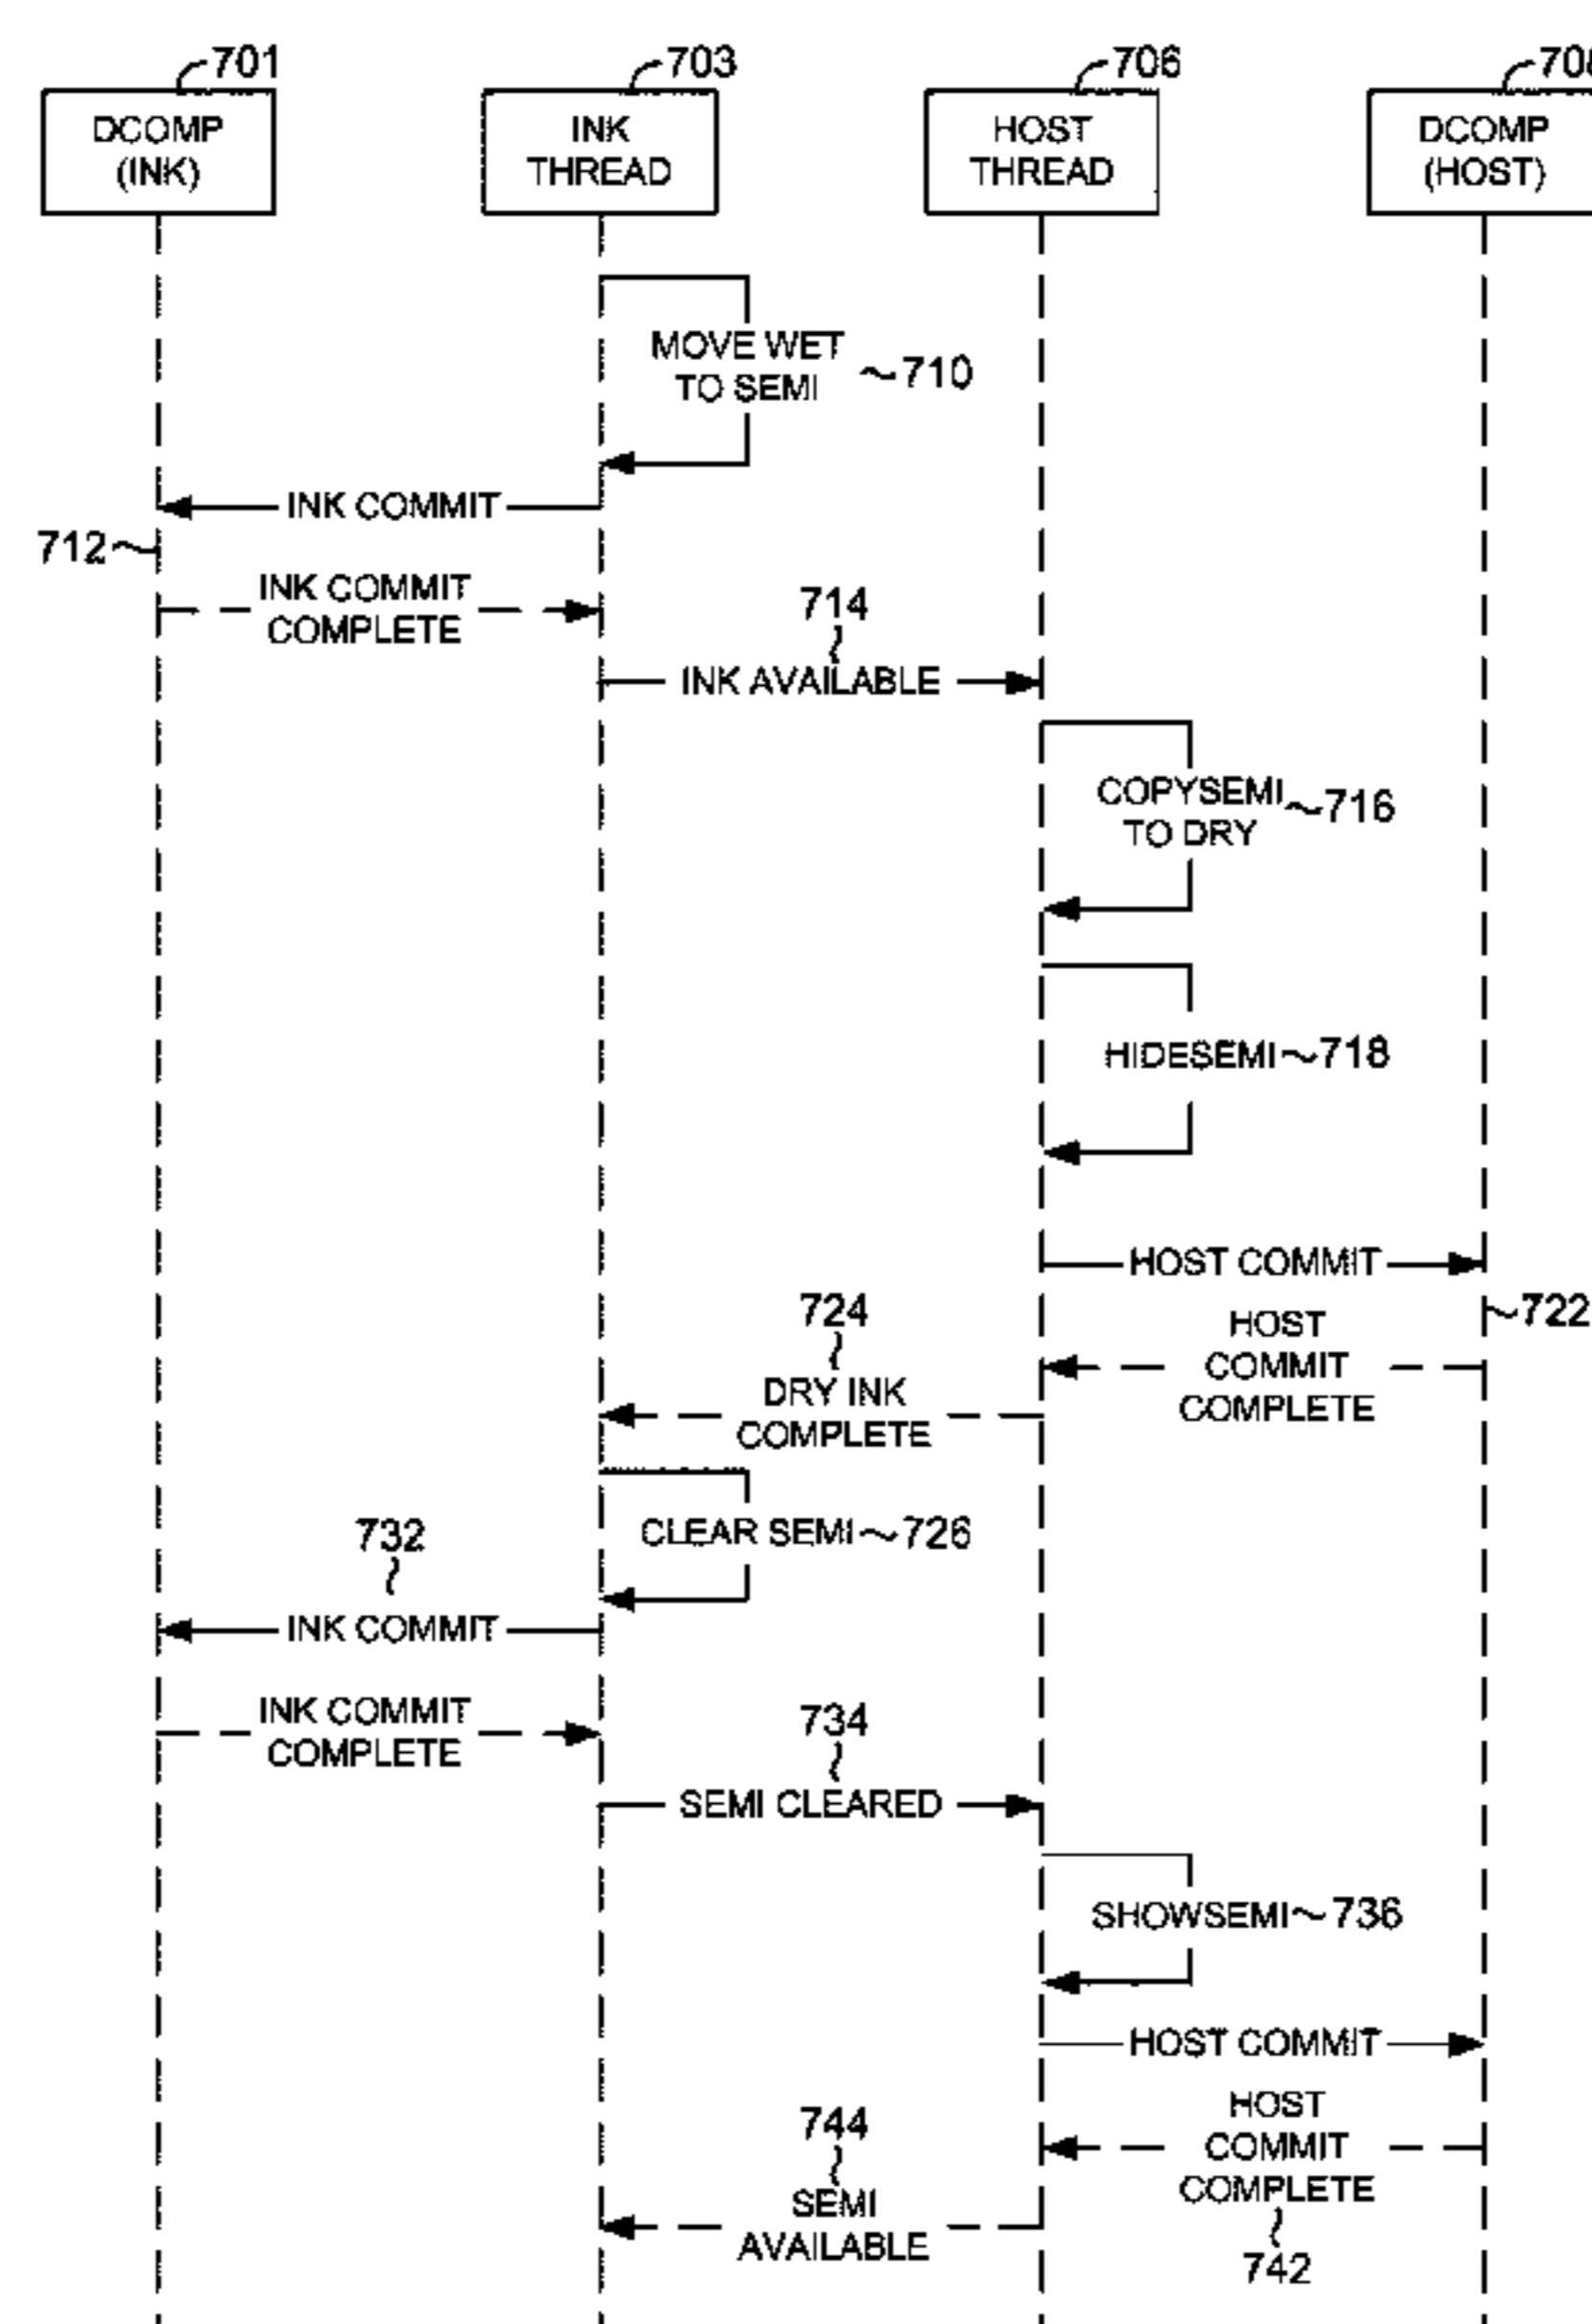 701
703
706
708
DCOMP
(INK)
INK
THREAD
HOST
THREAD
DCOMP
(HOST)
MOVE WET
TO SEMI
710
INK COMMIT
712
INK COMMIT
COMPLETE
714
INK AVAILABLE
COPYSEMI
TO DRY
716
HIDESEMI
718
HOST COMMIT
722
HOST
COMMIT
COMPLETE
724
DRY INK
COMPLETE
CLEAR SEMI
726
732
INK COMMIT
INK COMMIT
COMPLETE
734
SEMI CLEARED
SHOWSEMI
736
HOST COMMIT
HOST
COMMIT
COMPLETE
742
744
SEMI
AVAILABLE